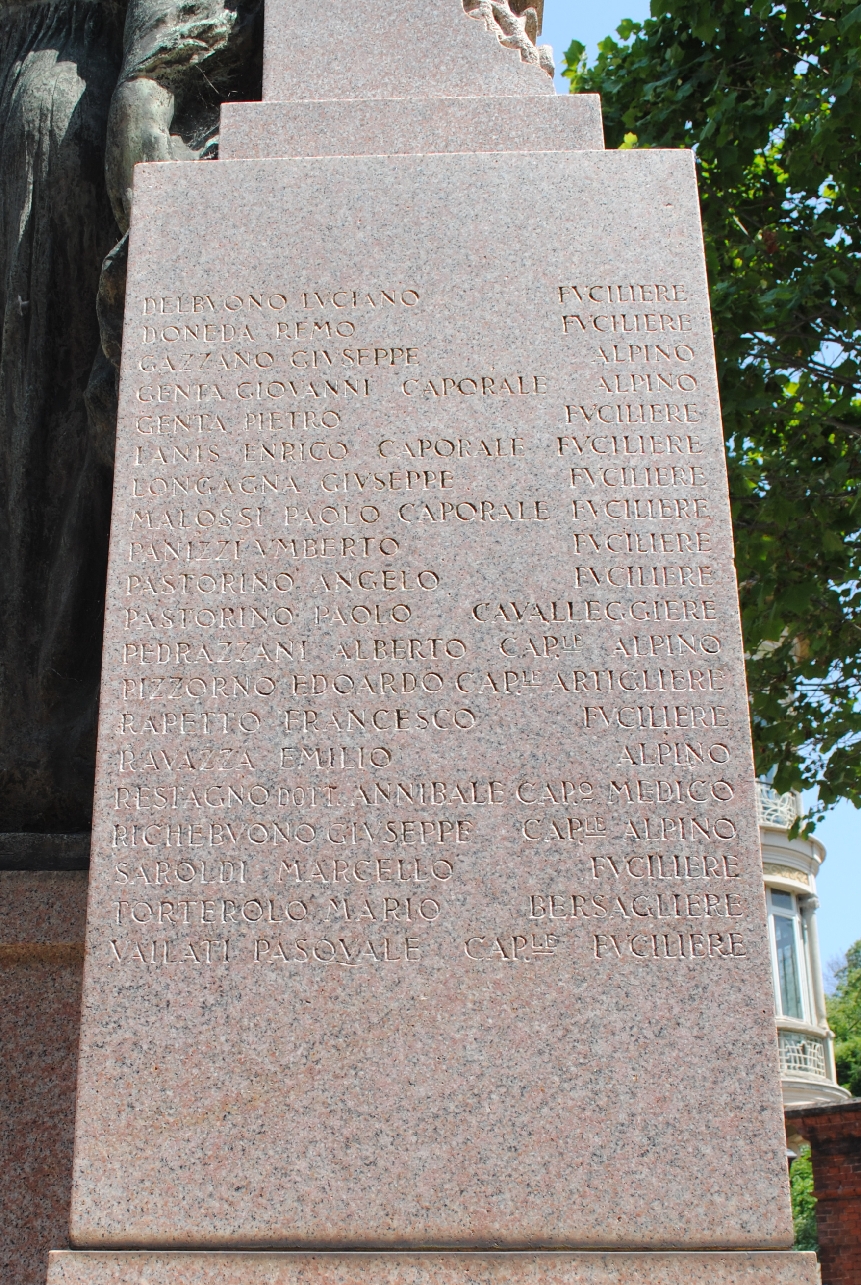 DELBVONO LVCIANO FVCILIERE
DONEDA REMO FVCILIERE
GAZZANO GIVSEPPE ALPINO
GENTA GIOVANNI CAPORALE ALPINO
GENTA PIETRO FVCILIERE
LANIS ENRICO CAPORALE FVCILIERE
LONGAGNA GIVSEPPE FVCILIERE
MALOSSI PAOLO CAPORALE FVCILIERE
PANIZZI VMBERTO FVCILIERE
PASTORINO ANGELO FVCILIERE
PASTORINO PAOLO CAVALLEGGIERE
PEDRAZZANI ALBERTO CAP.LE ALPINO
PIZZORNO EDOARDO CAP.LE ARTIGLIERE
RAPETTO FRANCESCO FVCILIERE
RAVAZZA EMILIO ALPINO
RESTAGNO DOTT. ANNIBALE CAP.O MEDICO
RICHEBVONO GIVSEPPE CAP.LE ALPINO
SAROLDI MARCELLO FVCILIERE
TORTEROLO MARIO BERSAGLIERE
VAILATI PASQVALE CAP.LE FVCILIERE